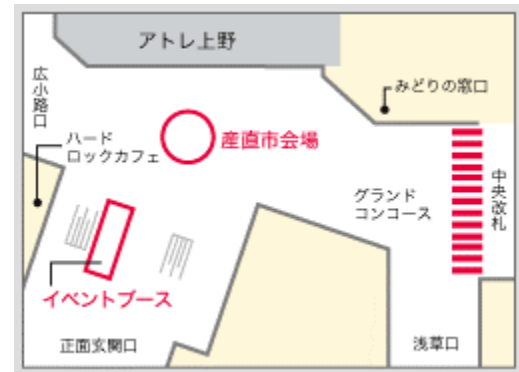 アトレ上野
広小路口
みどりの窓口
ハード
ロックカフェ
産直市会場
中央改札
グランド
コンコース
イベントブース
正面玄関口
浅草口